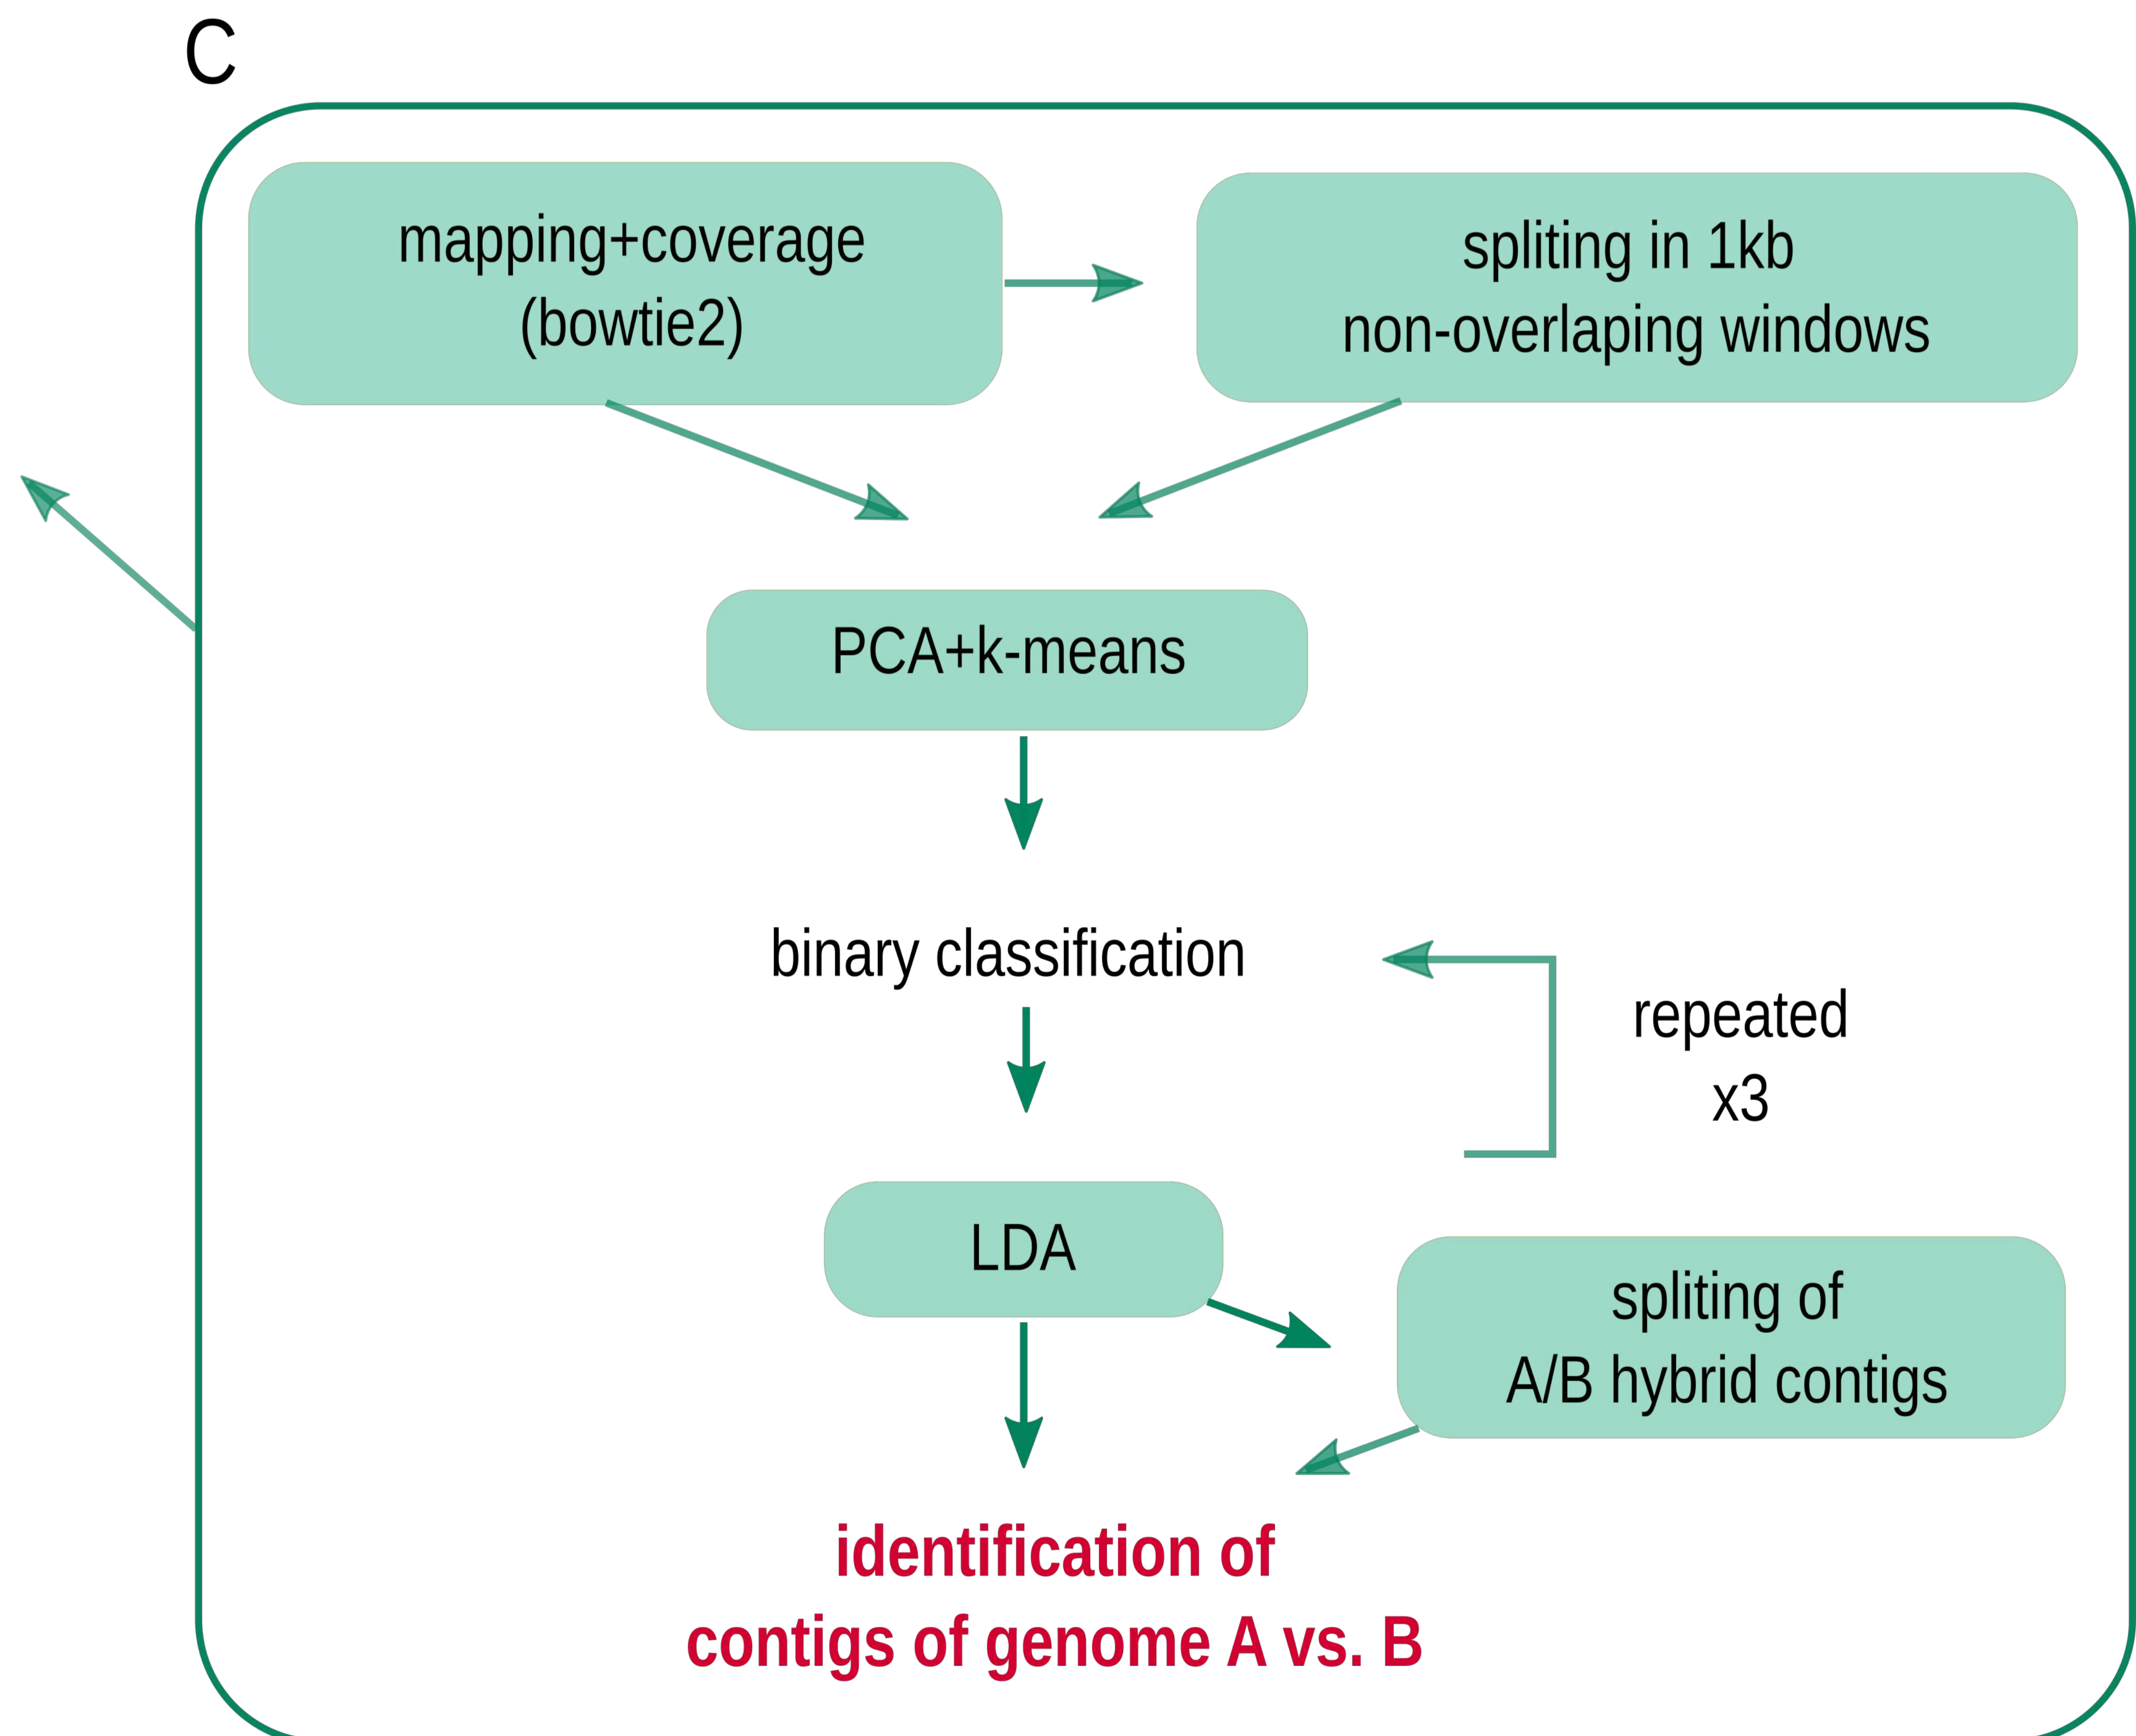 C
mapping+coverage
(bowtie2)
spliting in 1kb
non-overlaping windows
PCA+k-means
binary classification
repeated
x3
LDA
spliting of
A/B hybrid contigs
identification of
contigs of genome A vs. B